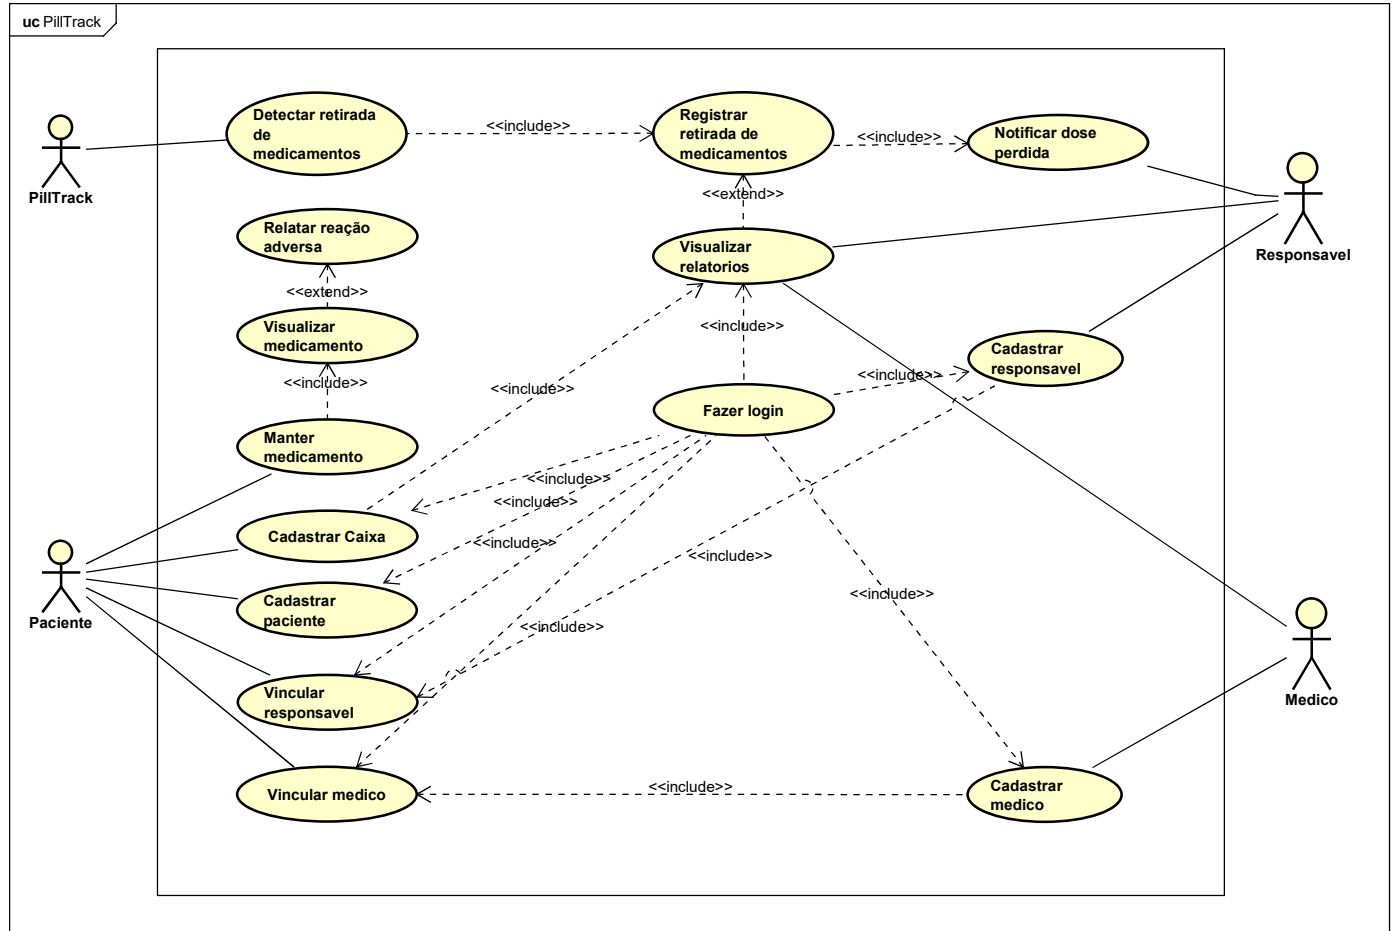 uc PillTrack
Detectar retirada
de
medicamentos
<<include>>
Registrar
retirada de
medicamentos
<<include>>
Notificar dose
perdida
PillTrack
<<extend>>
Relatar reação
adversa
Visualizar
relatorios
Responsavel
<<extend>>
Visualizar
medicamento
<<include>>
Cadastrar
responsavel
<<include>>
<<include>>
<<include>>
Fazer login
Manter
medicamento
<<include>>
<<include>>
Cadastrar Caixa
<<include>>
<<include>>
Cadastrar
paciente
<<include>>
Paciente
<<include>>
Vincular
responsavel
Medico
<<include>>
Vincular medico
Cadastrar
medico